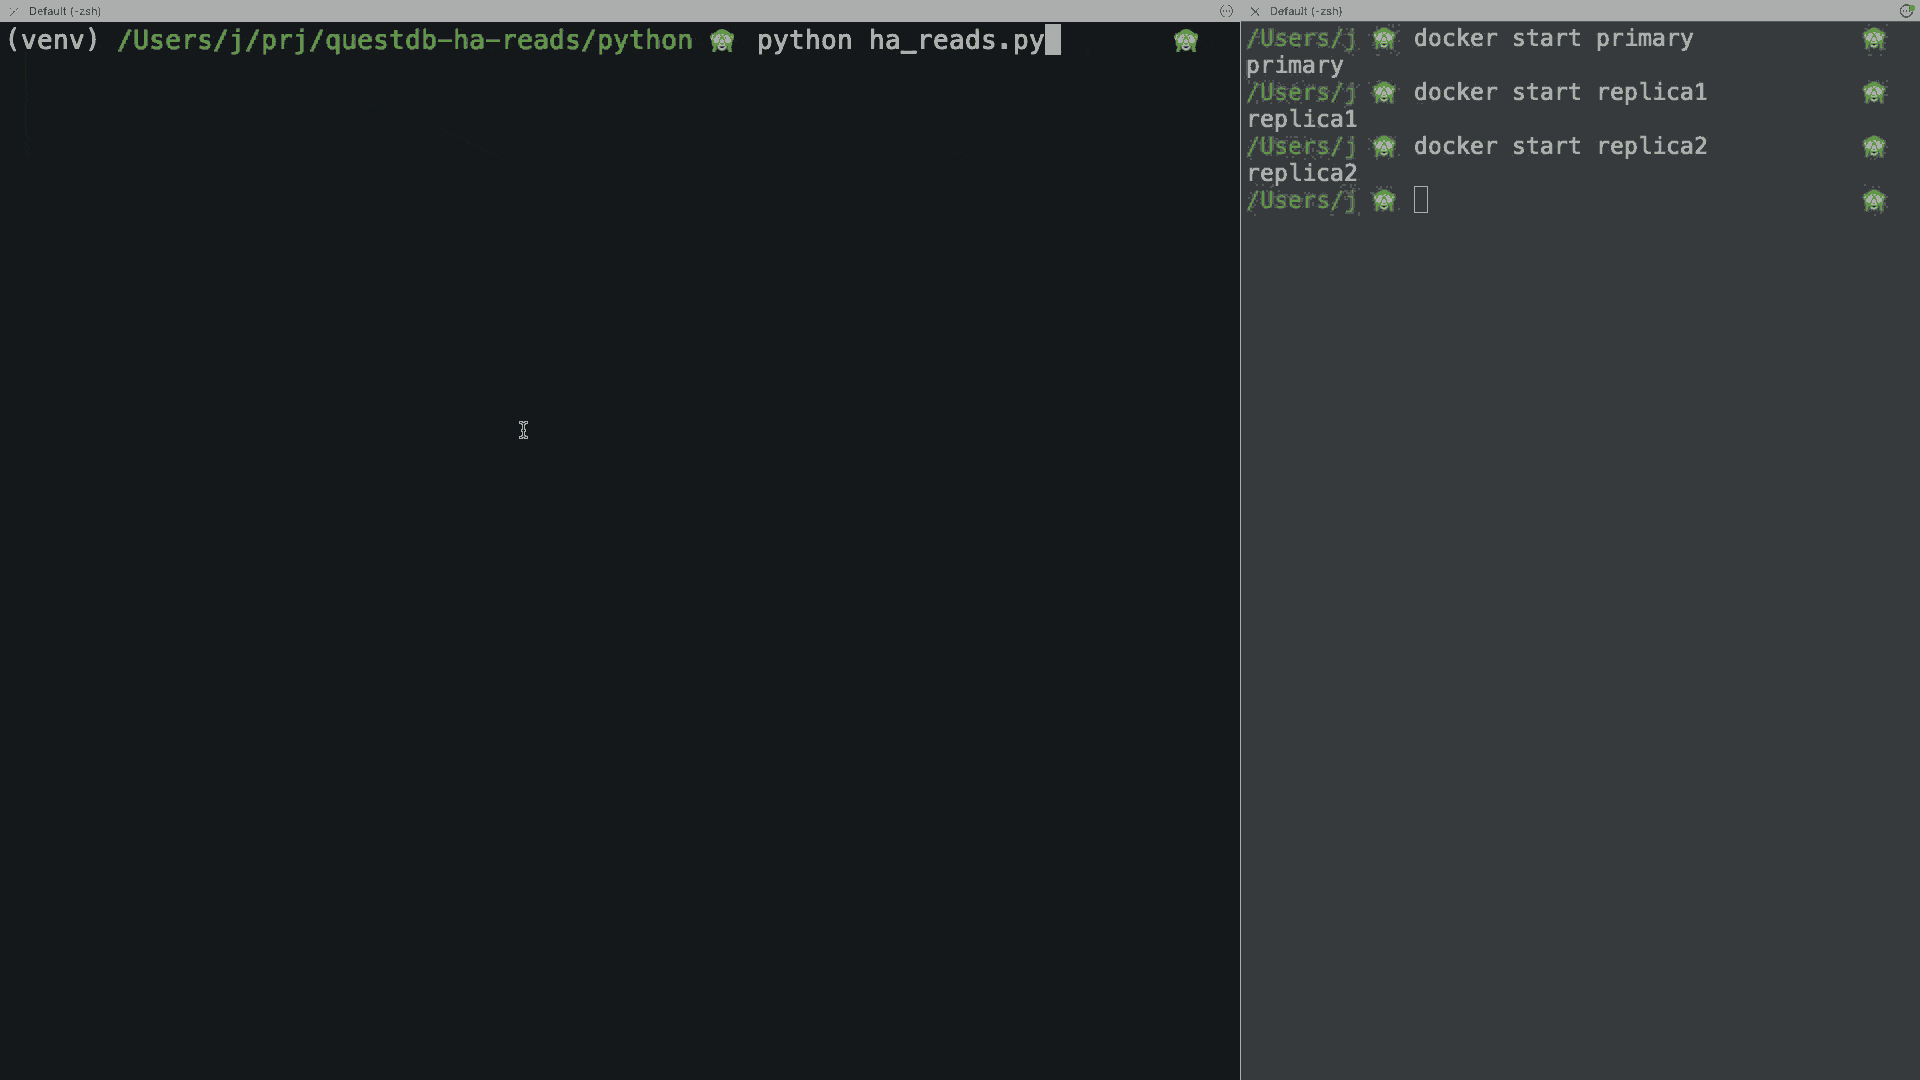 Default (-zsh)
(venv) /Users/j/prj/questdb-ha-reads/python 🙈 python ha_reads.py 🙈
Default (-zsh)
/Users/j 🙈 docker start primary 🙈
primary
/Users/j 🙈 docker start replica1 🙈
replica1
/Users/j 🙈 docker start replica2 🙈
replica2
/Users/j 🙈 🙈